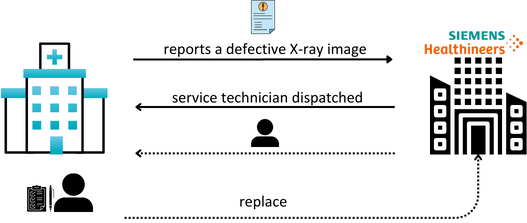 SIEMENS
Healthineers
reports a defective X-ray image
service technician dispatched
replace